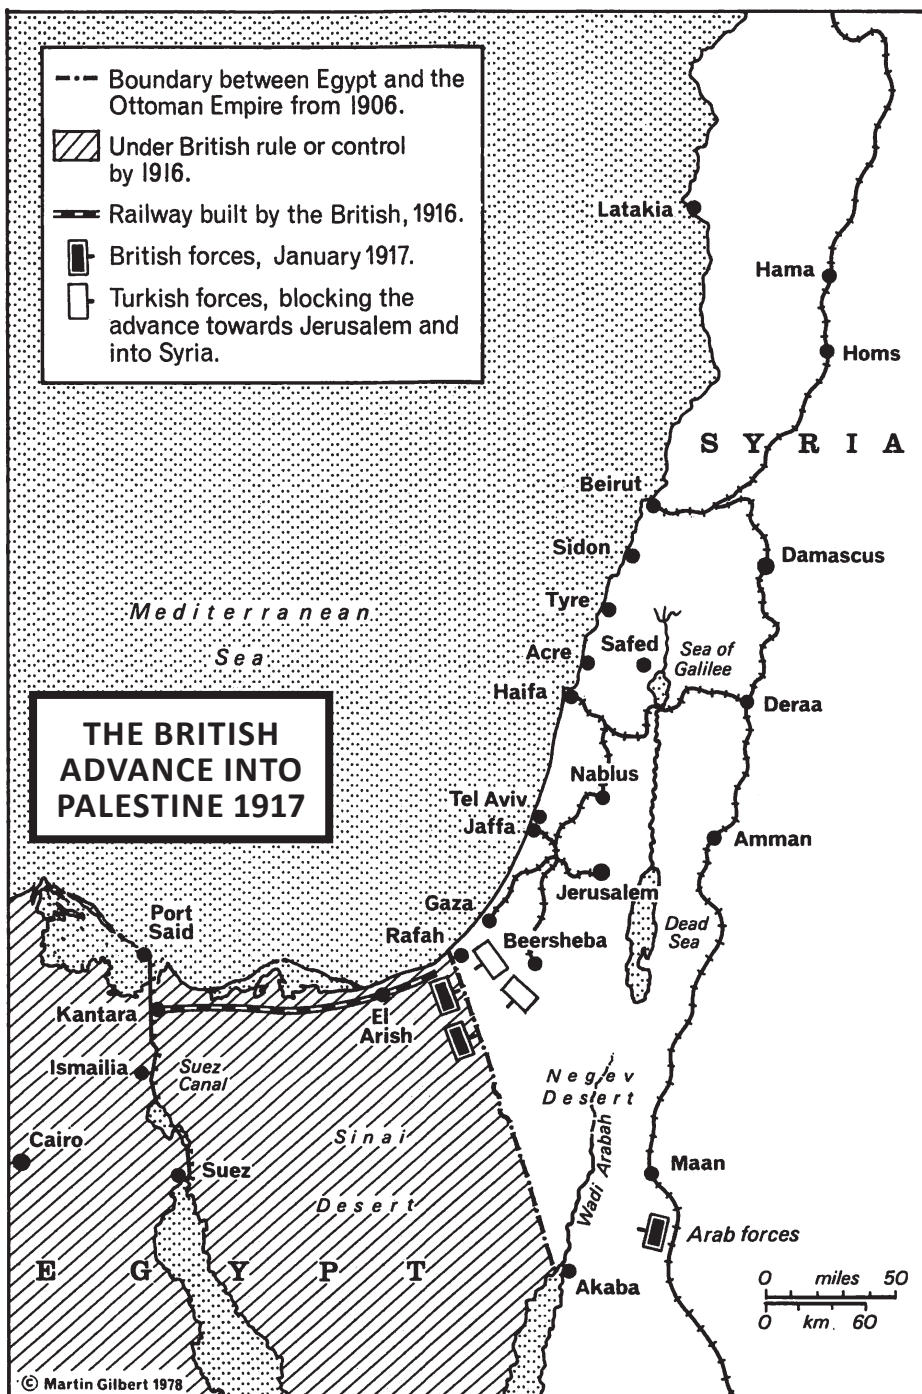 Boundary between Egypt and the
Ottoman Empire from 1906.
Under British rule or control
by 1916.
Railway built by the British, 1916.
British forces, January 1917.
Turkish forces, blocking the
advance towards Jerusalem and
into Syria.
Latakia
Hama
Homs
SYRIA
Beirut
Sidon
Damascus
Tyre
Mediterranean
Sea
Safed
Acre
Sea of
Galilee
Haifa
Deraa
THE BRITISH
ADVANCE INTO
PALESTINE 1917
Nablus
Tel Aviv
Jaffa
Amman
Jerusalem
Gaza
Port
Said
Rafah
Beersheba
Dead
Sea
Kantara
El
Arish
Ismailia
Suez
Canal
Negev
Desert
Cairo
Sinai
Wadi Arabah
Suez
Maan
Desert
Arab forces
EGYPT
Akaba
0 miles 50
0 km. 60
© Martin Gilbert 1978